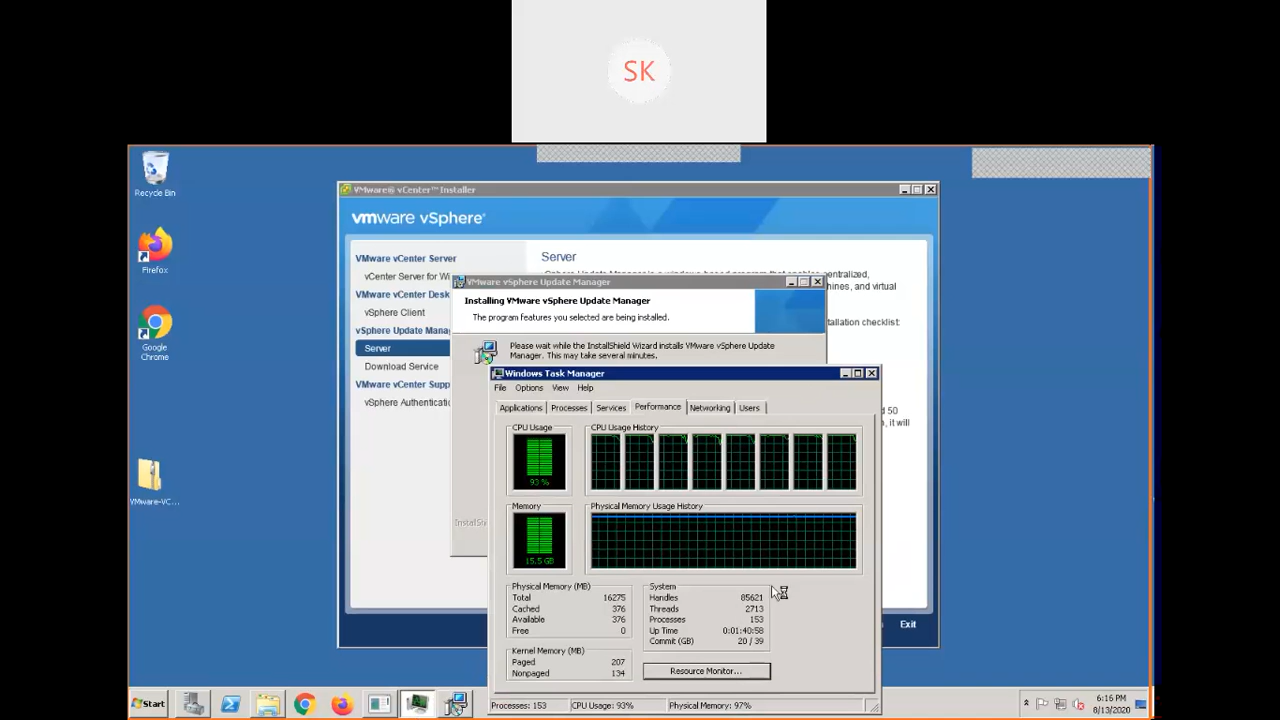 SK
Recycle Bin
Firefox
Google
Chrome
VMware-VC...
VMware® vCenter™ Installer
vmware vSphere®
VMware vCenter Server
vCenter Server for Wi
VMware vCenter Desk
vSphere Client
vSphere Update Mana
Server
Download Service
VMware vCenter Supp
vSphere Authenticatio
Server
entralized,
hines, and virtual
tallation checklist:
d 50
n, it will
Exit
VMware vSphere Update Manager
Installing VMware vSphere Update Manager
The program features you selected are being installed.
Please wait while the InstallShield Wizard installs VMware vSphere Update
Manager. This may take several minutes.
InstallShi
Windows Task Manager
File Options View Help
Applications Processes Services Performance Networking Users
CPU Usage
93 %
CPU Usage History
Memory
15.5 GB
Physical Memory Usage History
Physical Memory (MB)
Total 16275
Cached 376
Available 376
Free 0
Kernel Memory (MB)
Paged 207
Nonpaged 134
System
Handles 85621
Threads 2713
Processes 153
Up Time 0:01:40:58
Commit (GB) 20 / 39
Resource Monitor...
Processes: 153 CPU Usage: 93% Physical Memory: 97%
Start
6:16 PM
8/13/2020